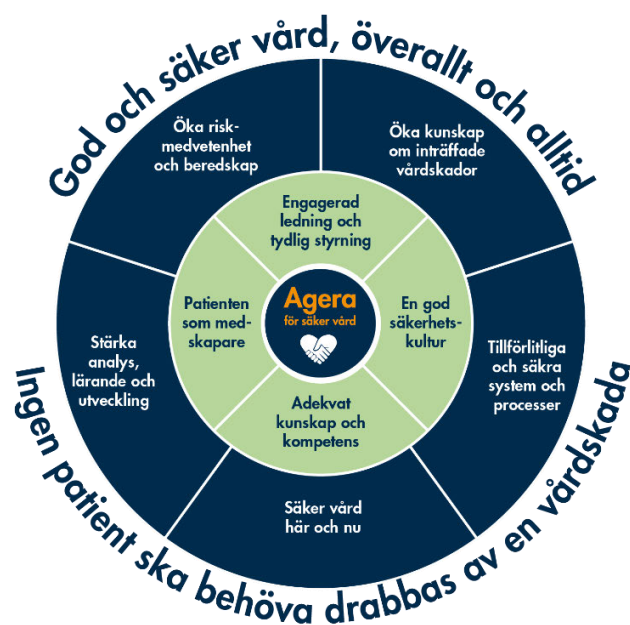 God och säker vård, överallt och alltid
Öka risk-
medvetenhet
och beredskap
Öka kunskap
om inträffade
vårdskador
Engagerad
ledning och
tydlig styrning
Patienten
som med-
skapare
Agera
för säker vård
En god
säkerhets-
kultur
Stärka
analys,
lärande och
utveckling
Tillförlitliga
och säkra
system och
processer
Adekvat
kunskap och
kompetens
Säker vård
här och nu
Ingen patient ska behöva drabbas av en vårdskada